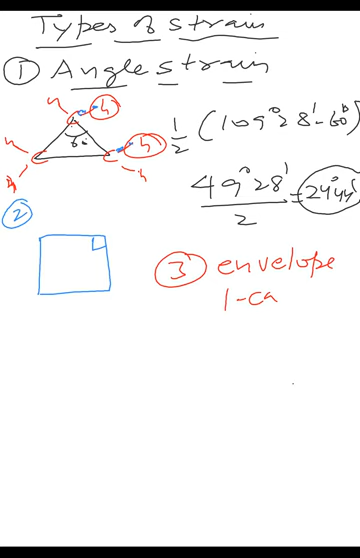 Types of strain
① Angle strain
H H H H H H
60°
1/2 (109°28' - 60°)
49°28' / 2 = 24°44'
②
③ envelope
1-ca